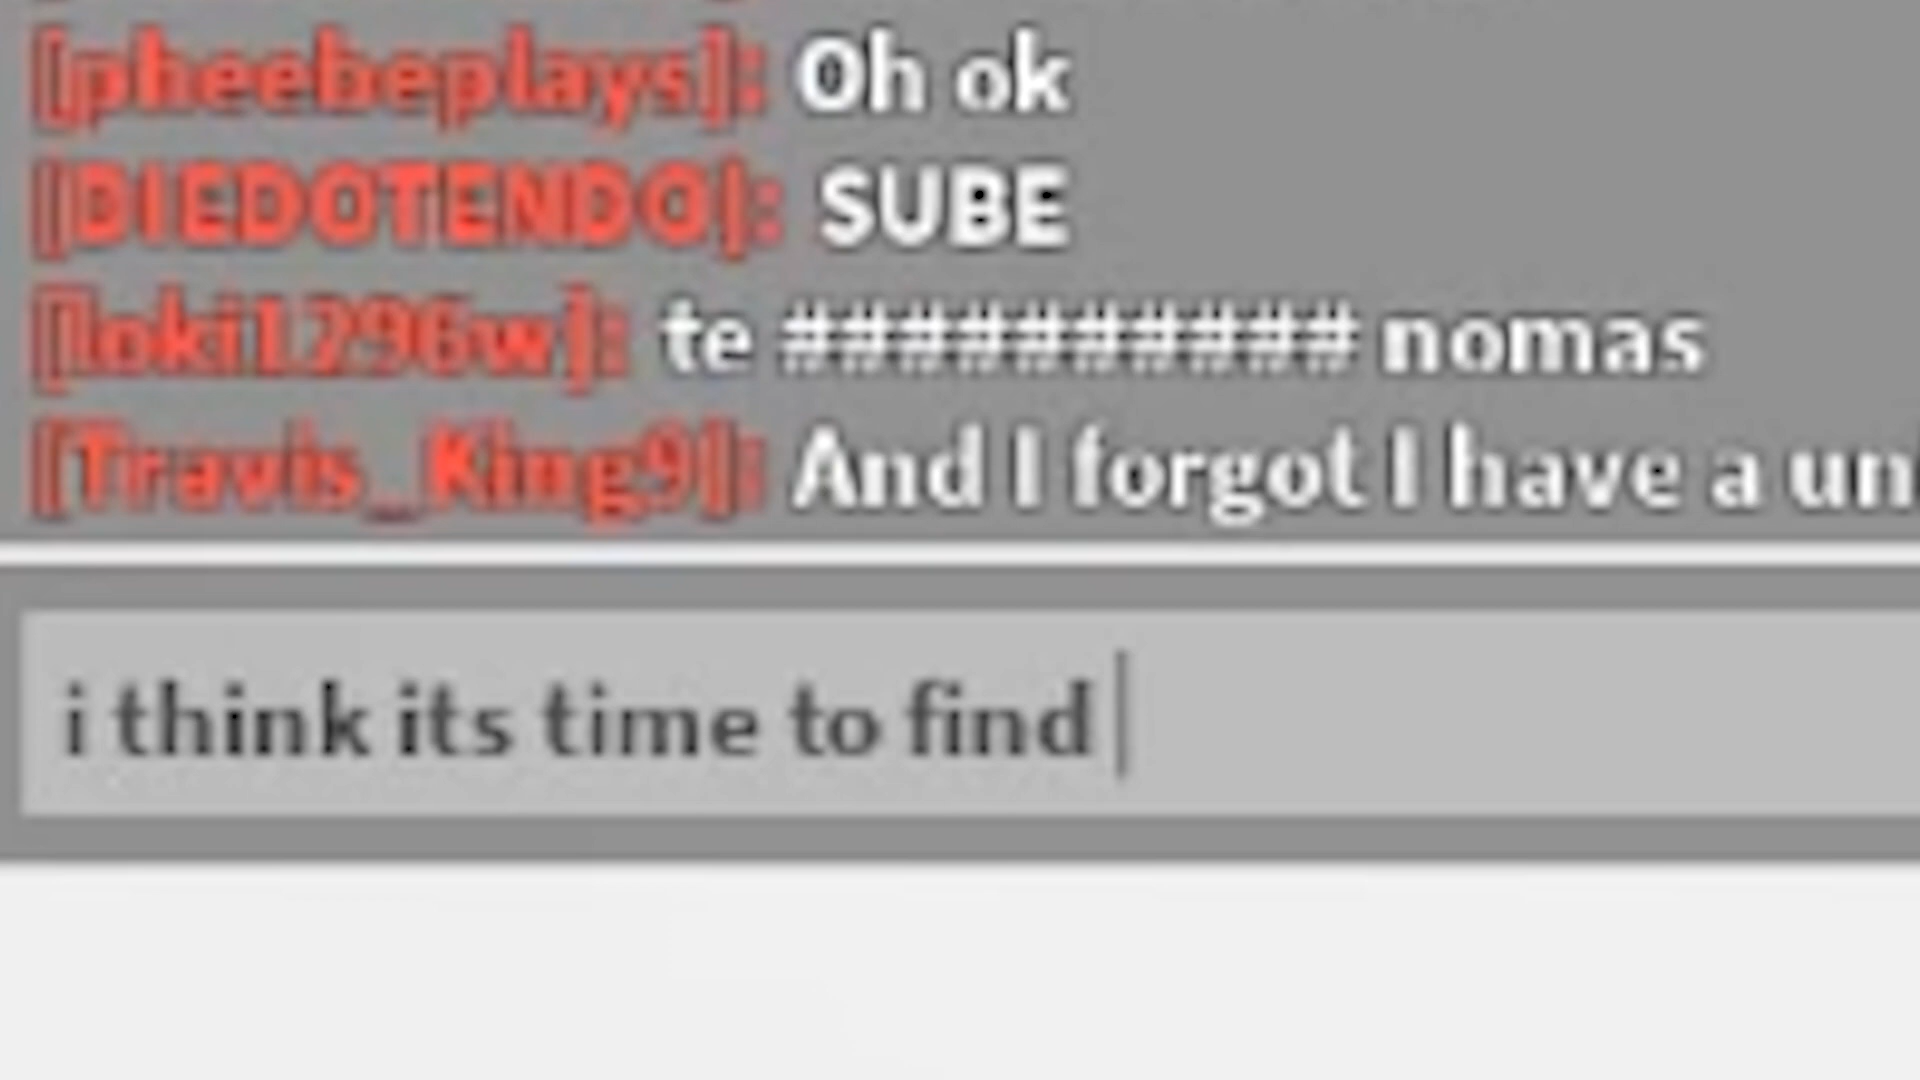 [pheebeplays]: Oh ok
[DIEDOTENDO]: SUBE
[loki1296w]: te ########## nomas
[Travis_King9]: And I forgot I have a un
i think its time to find